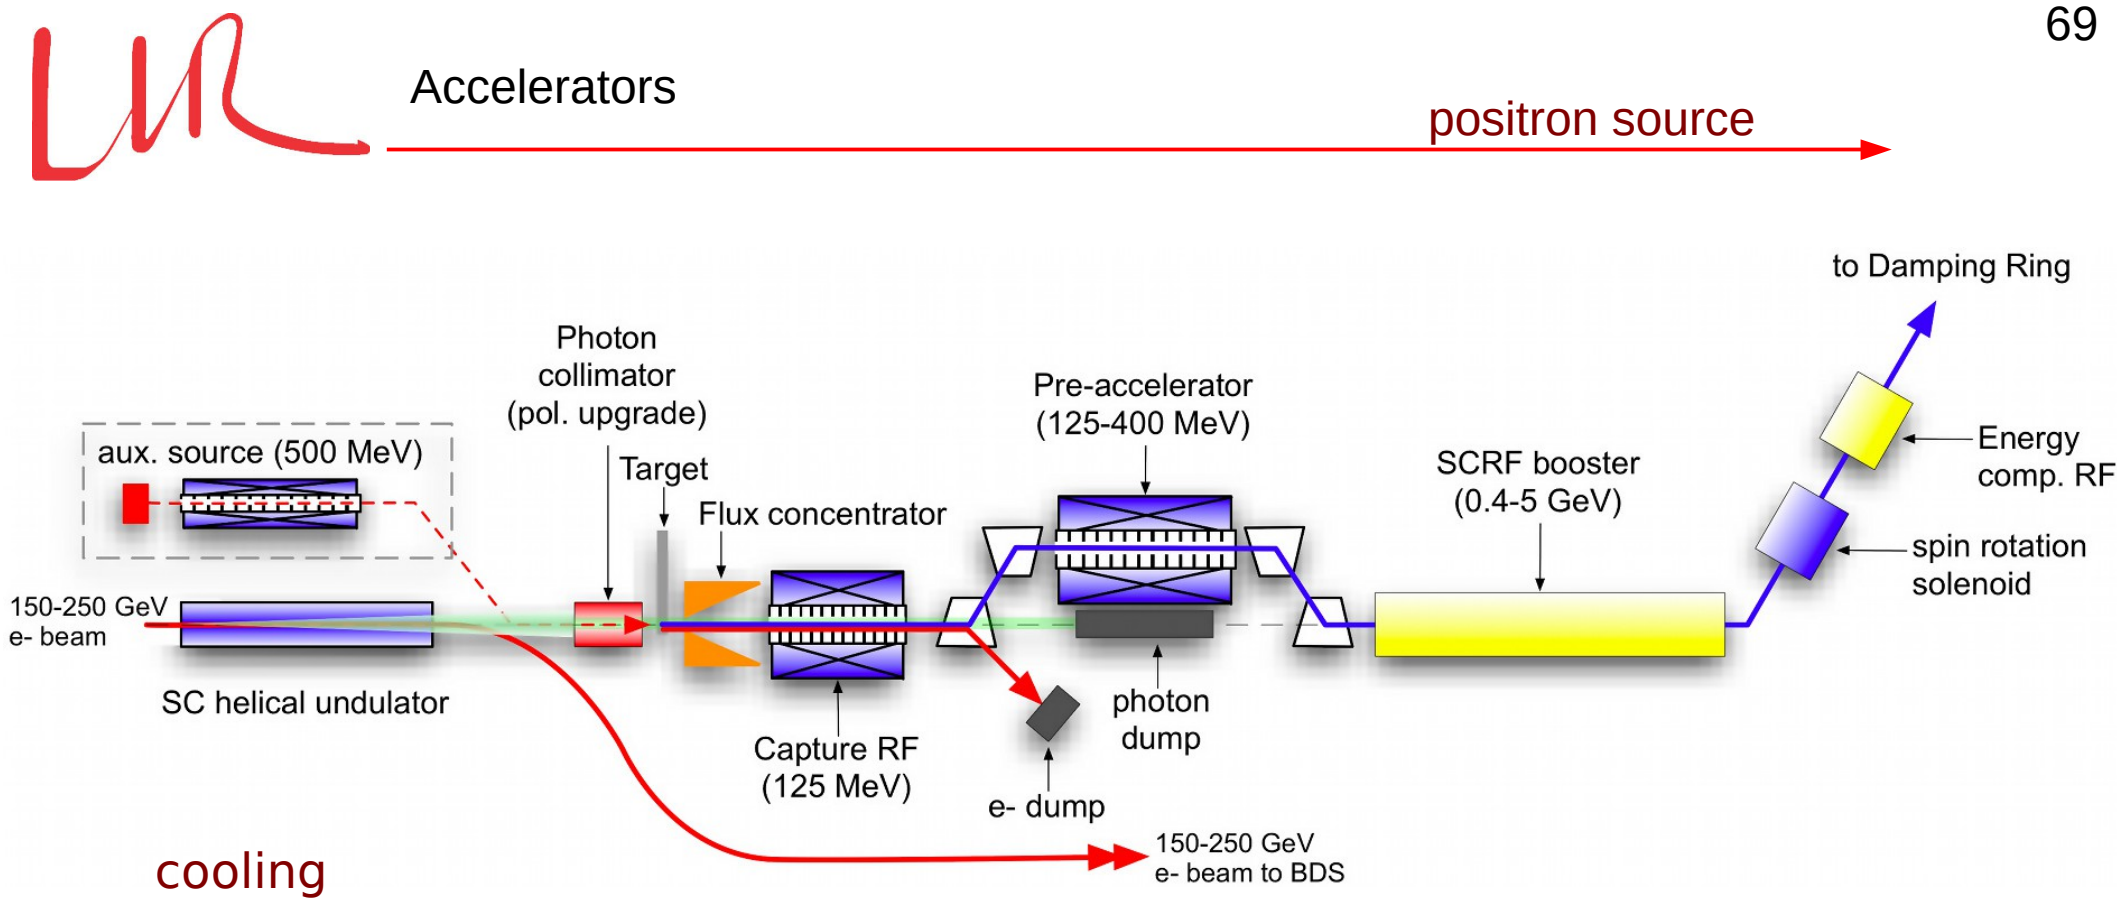 69
Accelerators
positron source
to Damping Ring
Photon
collimator
(pol. upgrade)
Pre-accelerator
(125-400 MeV)
Energy
comp. RF
aux. source (500 MeV)
Target
SCRF booster
(0.4-5 GeV)
Flux concentrator
spin rotation
solenoid
150-250 GeV
e- beam
SC helical undulator
photon
dump
Capture RF
(125 MeV)
e- dump
150-250 GeV
e- beam to BDS
cooling